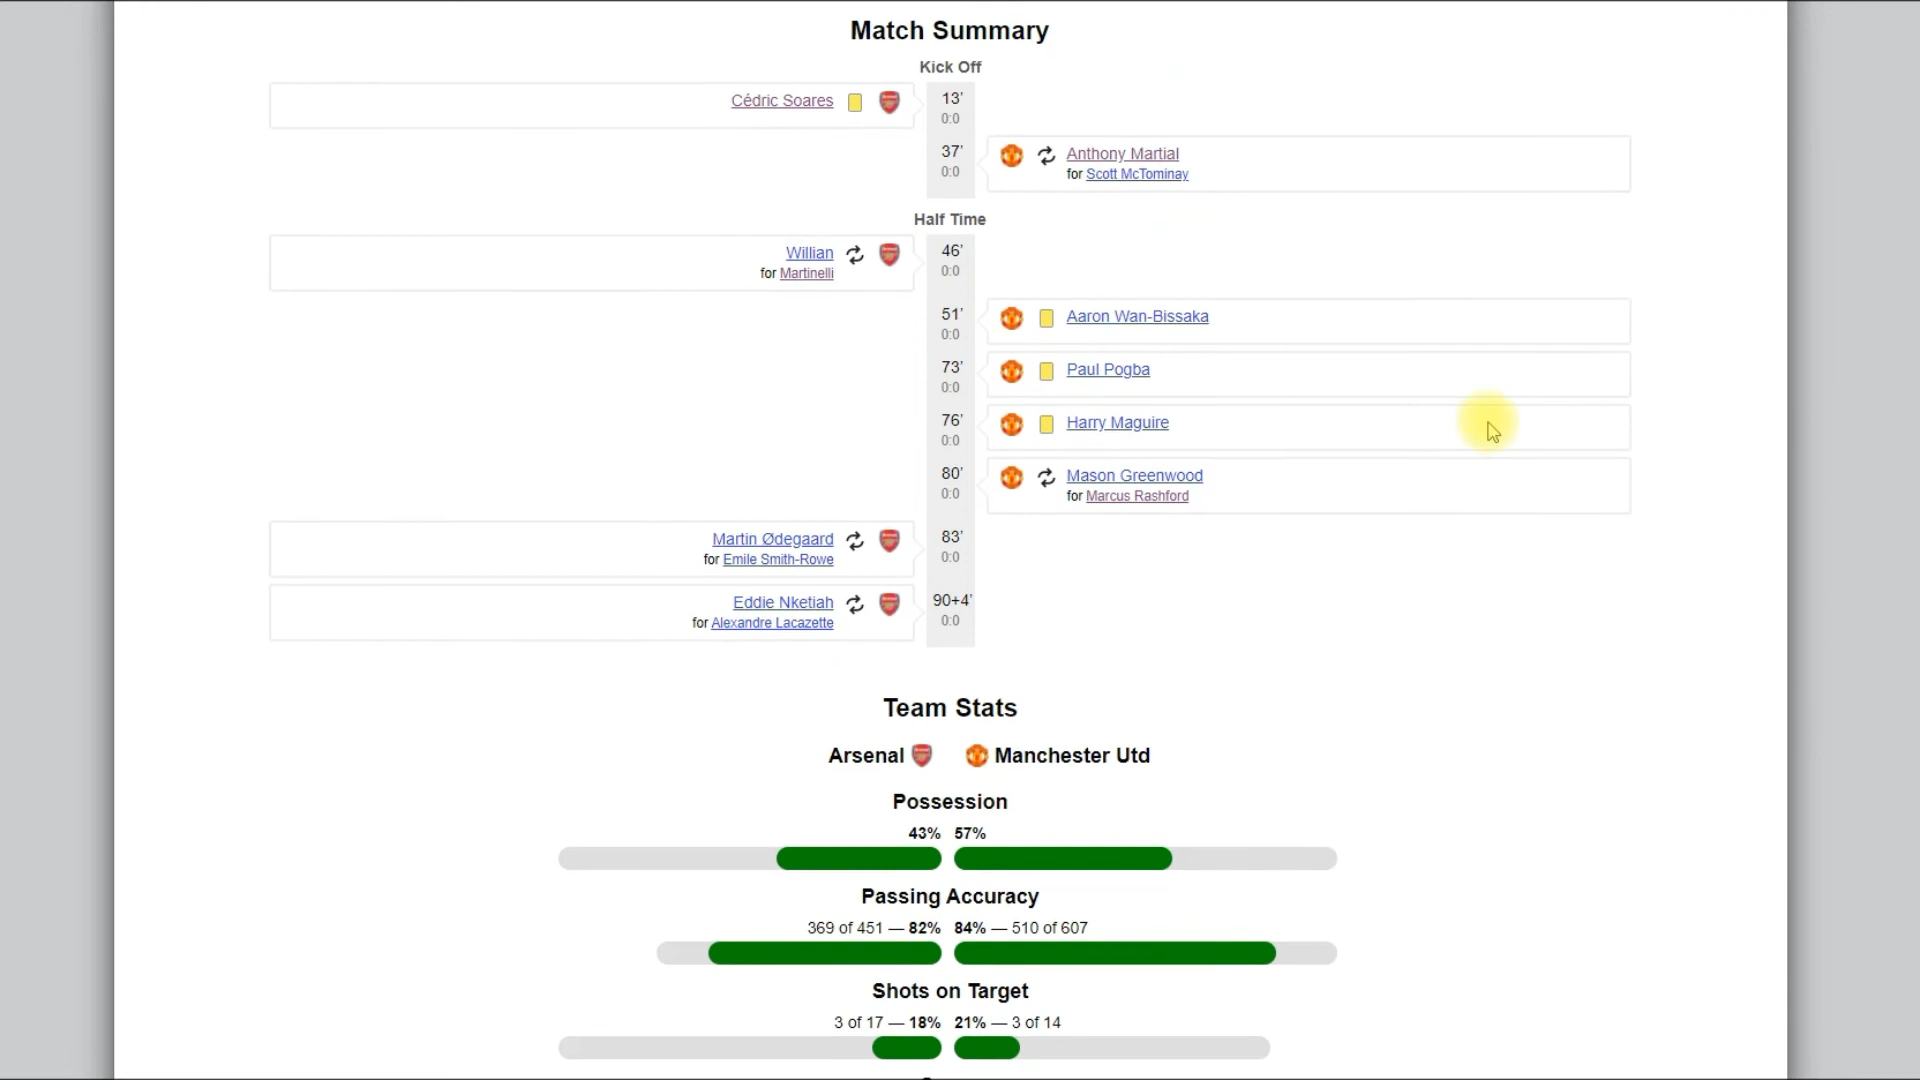 Match Summary
Kick Off
Cédric Soares
13’
0:0
37’
0:0
Anthony Martial
for Scott McTominay
Half Time
Willian
for Martinelli
46’
0:0
51’
0:0
Aaron Wan-Bissaka
73’
0:0
Paul Pogba
76’
0:0
Harry Maguire
80’
0:0
Mason Greenwood
for Marcus Rashford
Martin Ødegaard
for Emile Smith-Rowe
83’
0:0
Eddie Nketiah
for Alexandre Lacazette
90+4’
0:0
Team Stats
Arsenal Manchester Utd
Possession
43% 57%
Passing Accuracy
369 of 451 — 82% 84% — 510 of 607
Shots on Target
3 of 17 — 18% 21% — 3 of 14